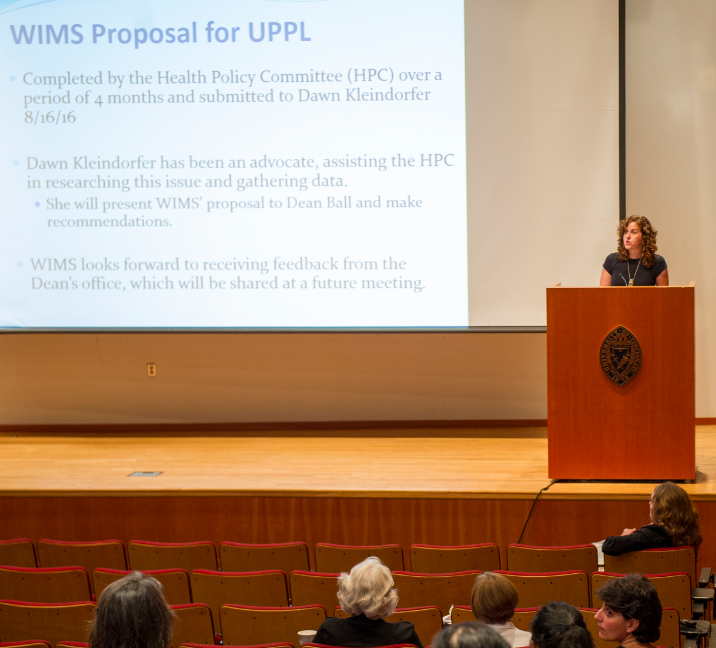 WIMS Proposal for UPPL
Completed by the Health Policy Committee (HPC) over a
period of 4 months and submitted to Dawn Kleindorfer
8/16/16
Dawn Kleindorfer has been an advocate, assisting the HPC
in researching this issue and gathering data.
She will present WIMS' proposal to Dean Ball and make
recommendations.
WIMS looks forward to receiving feedback from the
Dean's office, which will be shared at a future meeting.